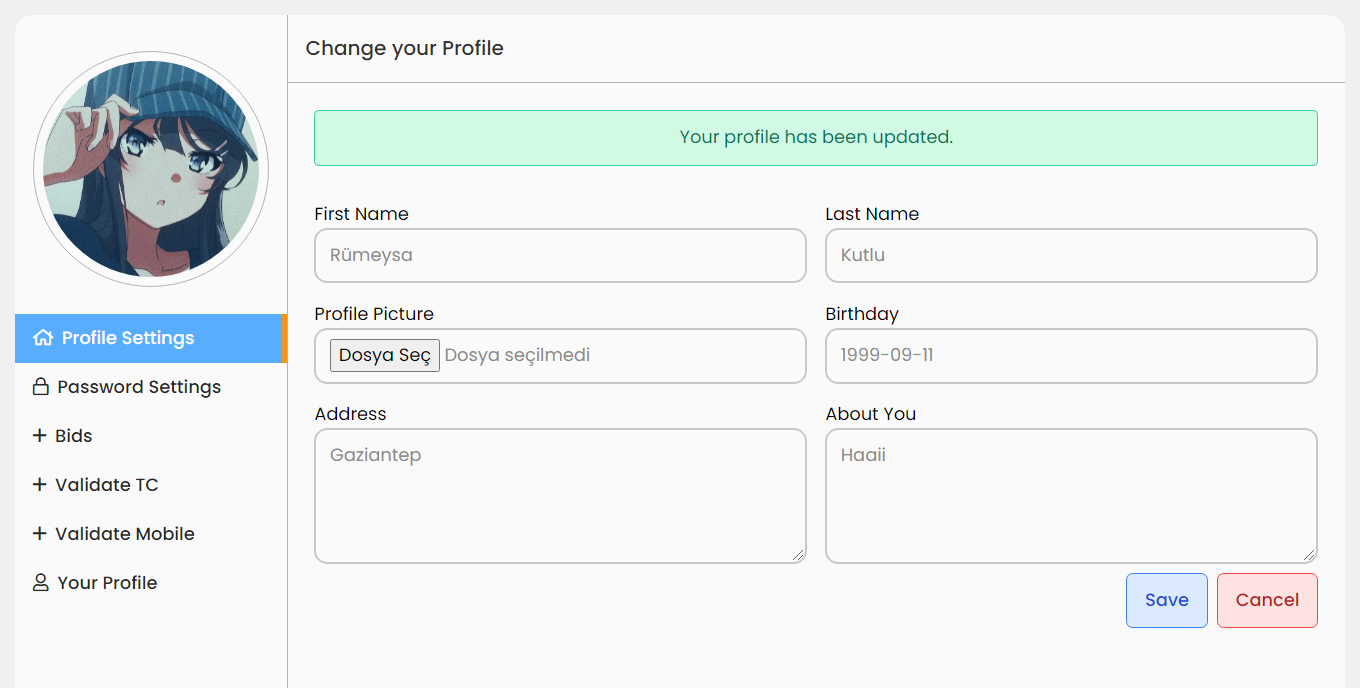 Change your Profile
Your profile has been updated.
First Name
Last Name
Rümeysa
Kutlu
Profile Picture
Birthday
Dosya Seç Dosya seçilmedi
1999-09-11
Address
About You
Gaziantep
Haaii
Save
Cancel
Profile Settings
Password Settings
Bids
Validate TC
Validate Mobile
Your Profile